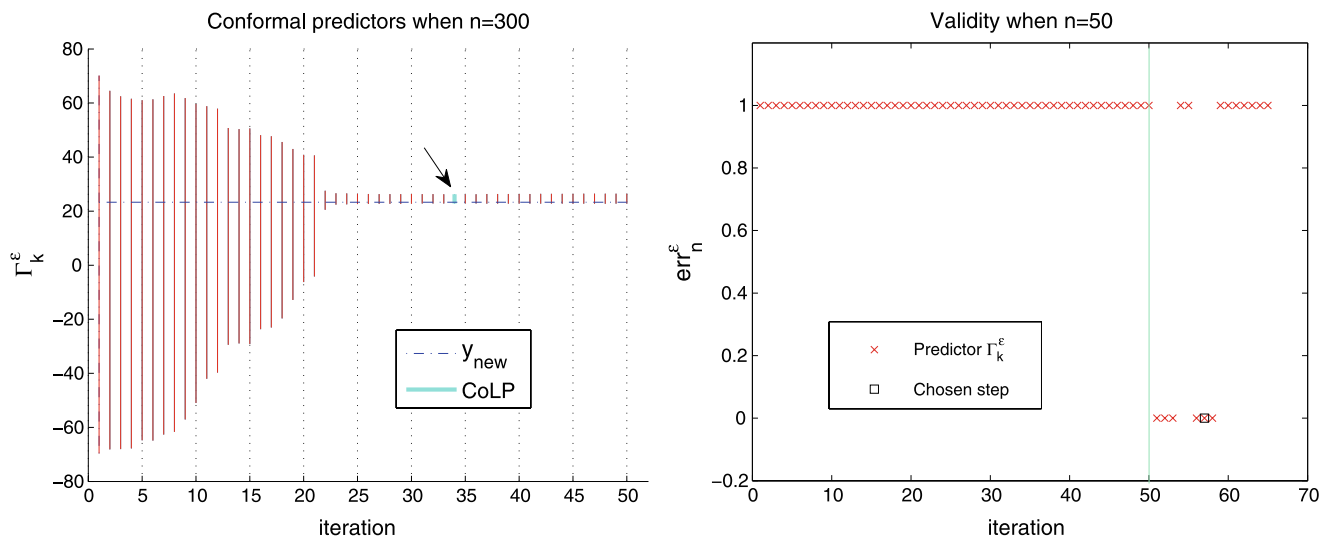 Conformal predictors when n=300
80
60
40
20
0
−20
−40
−60
−80
Γ_k^ε
0 5 10 15 20 25 30 35 40 45 50
iteration
y_new
CoLP
Validity when n=50
1
0.8
0.6
0.4
0.2
0
−0.2
err_n^ε
0 10 20 30 40 50 60 70
iteration
Predictor Γ_k^ε
Chosen step